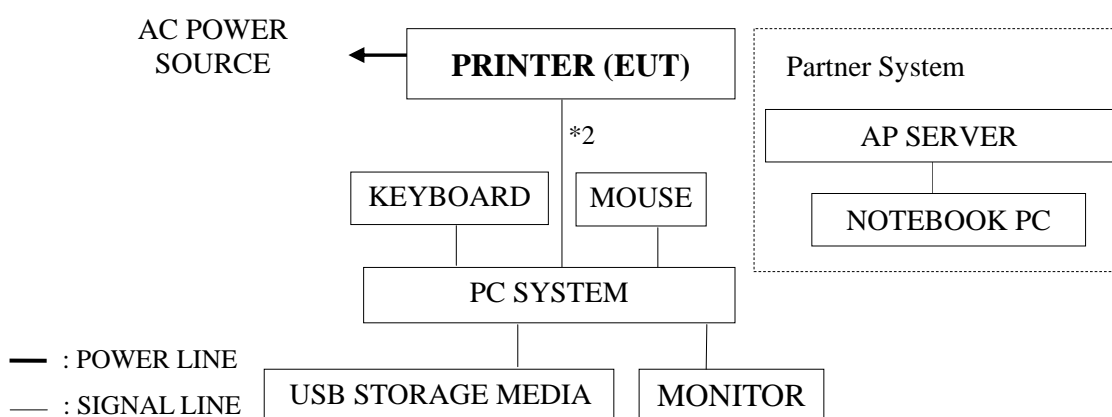 AC POWER
SOURCE
PRINTER (EUT)
Partner System
AP SERVER
*2
KEYBOARD
MOUSE
NOTEBOOK PC
PC SYSTEM
: POWER LINE
USB STORAGE MEDIA
MONITOR
: SIGNAL LINE